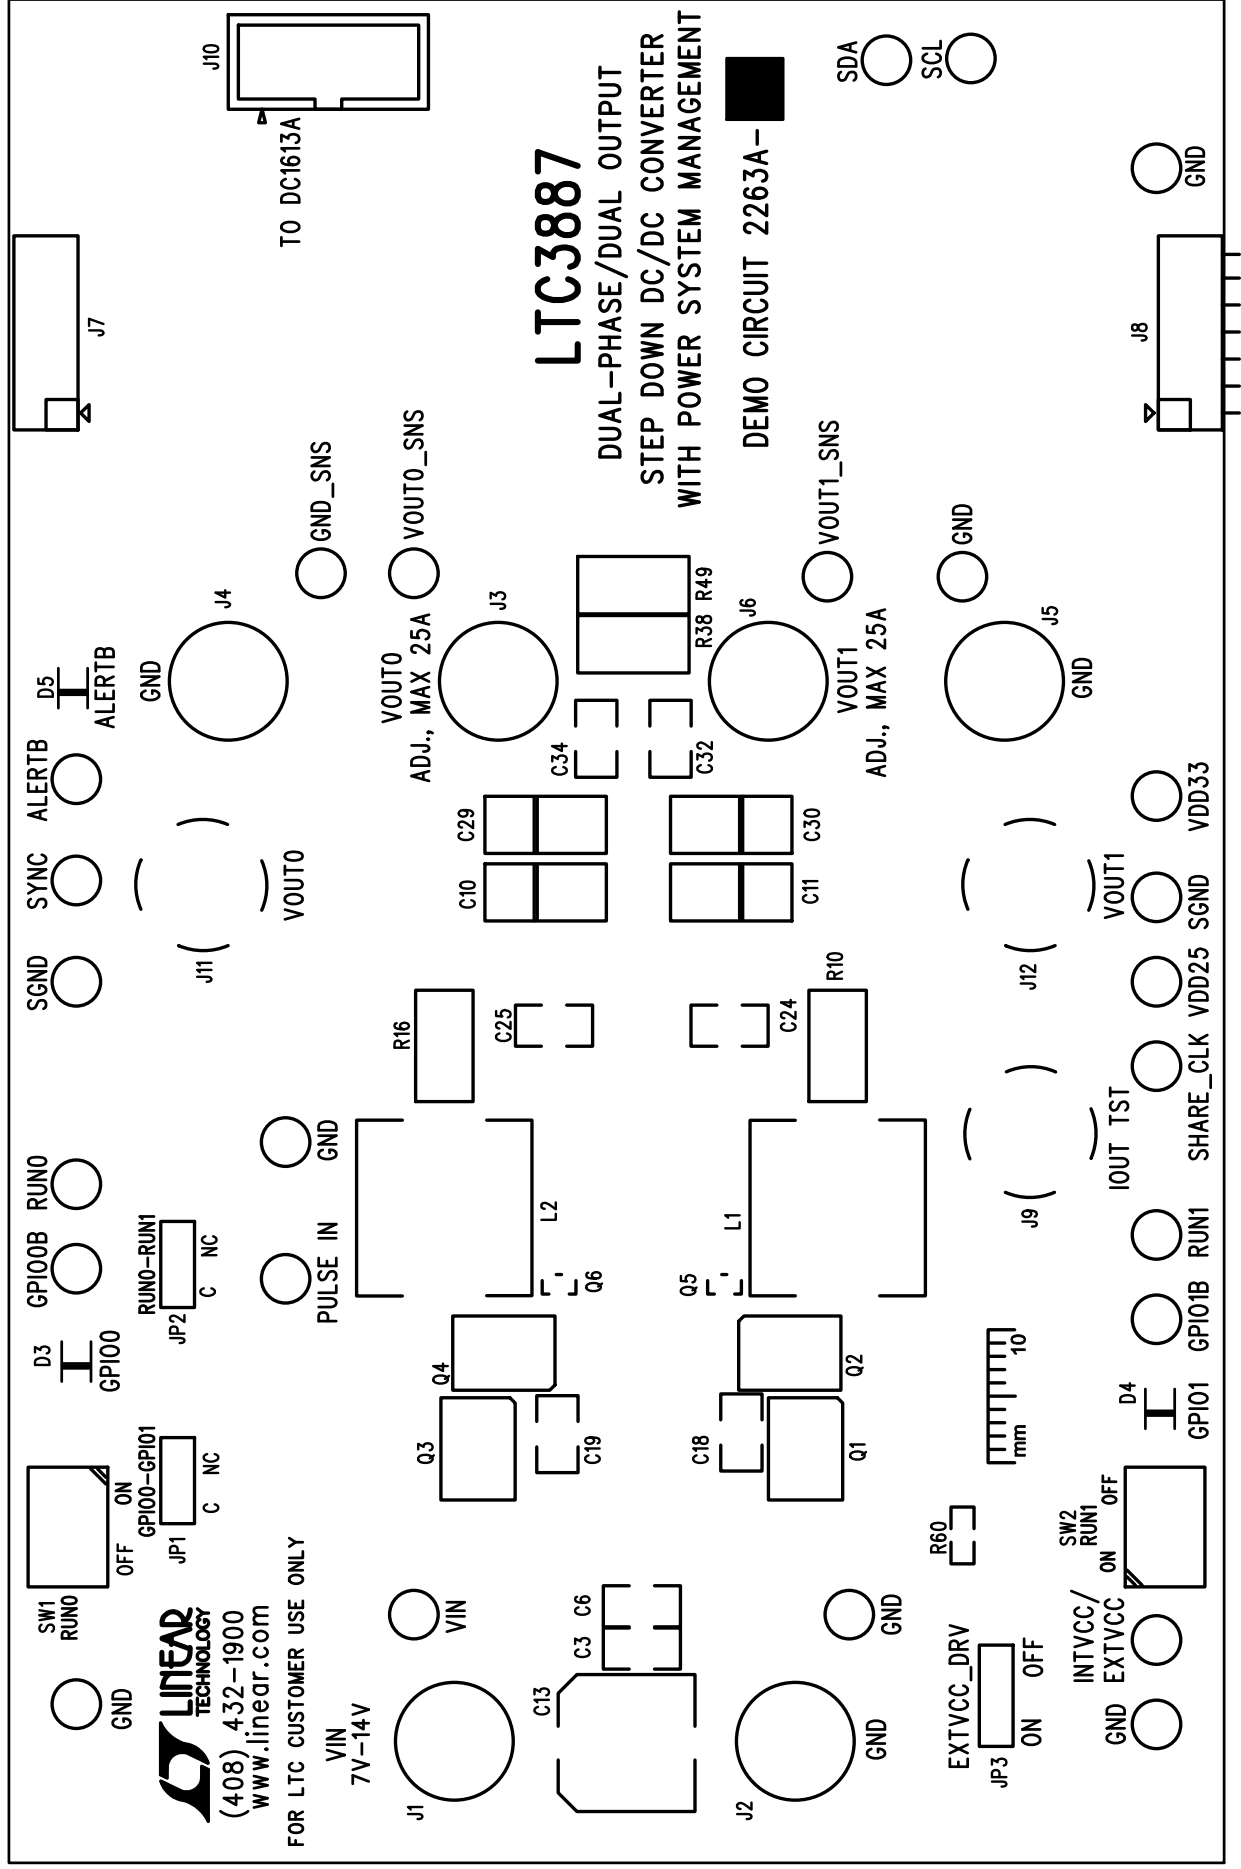 GND
SW1
RUN0
OFF
ON
D3
GPIO0
GPIO0B
RUN0
SGND
SYNC
ALERTB
D5
ALERTB
J7
LINEAR
TECHNOLOGY
(408) 432-1900
www.linear.com
FOR LTC CUSTOMER USE ONLY
JP1
GPIO0-GPIO1
C NC
JP2
RUN0-RUN1
C NC
PULSE IN
GND
J11
VOUT0
GND
J4
GND_SNS
TO DC1613A
J10
VIN
7V-14V
J1
VIN
Q3
Q4
L2
Q6
R16
C25
C10
C29
VOUT0
ADJ., MAX 25A
J3
VOUT0_SNS
C13
C3
C6
C19
C34
C32
R38
R49
LTC3887
DUAL-PHASE/DUAL OUTPUT
STEP DOWN DC/DC CONVERTER
WITH POWER SYSTEM MANAGEMENT
DEMO CIRCUIT 2263A-
J2
GND
GND
C18
Q1
Q2
Q5
L1
C24
R10
C11
C30
J6
VOUT1
ADJ., MAX 25A
VOUT1_SNS
SDA
SCL
EXTVCC_DRV
JP3
ON OFF
R60
mm
10
J9
IOUT TST
J12
VOUT1
J5
GND
GND
GND
INTVCC/
EXTVCC
SW2
RUN1
ON
OFF
D4
GPIO1
GPIO1B
RUN1
SHARE_CLK
VDD25
SGND
VDD33
J8
GND